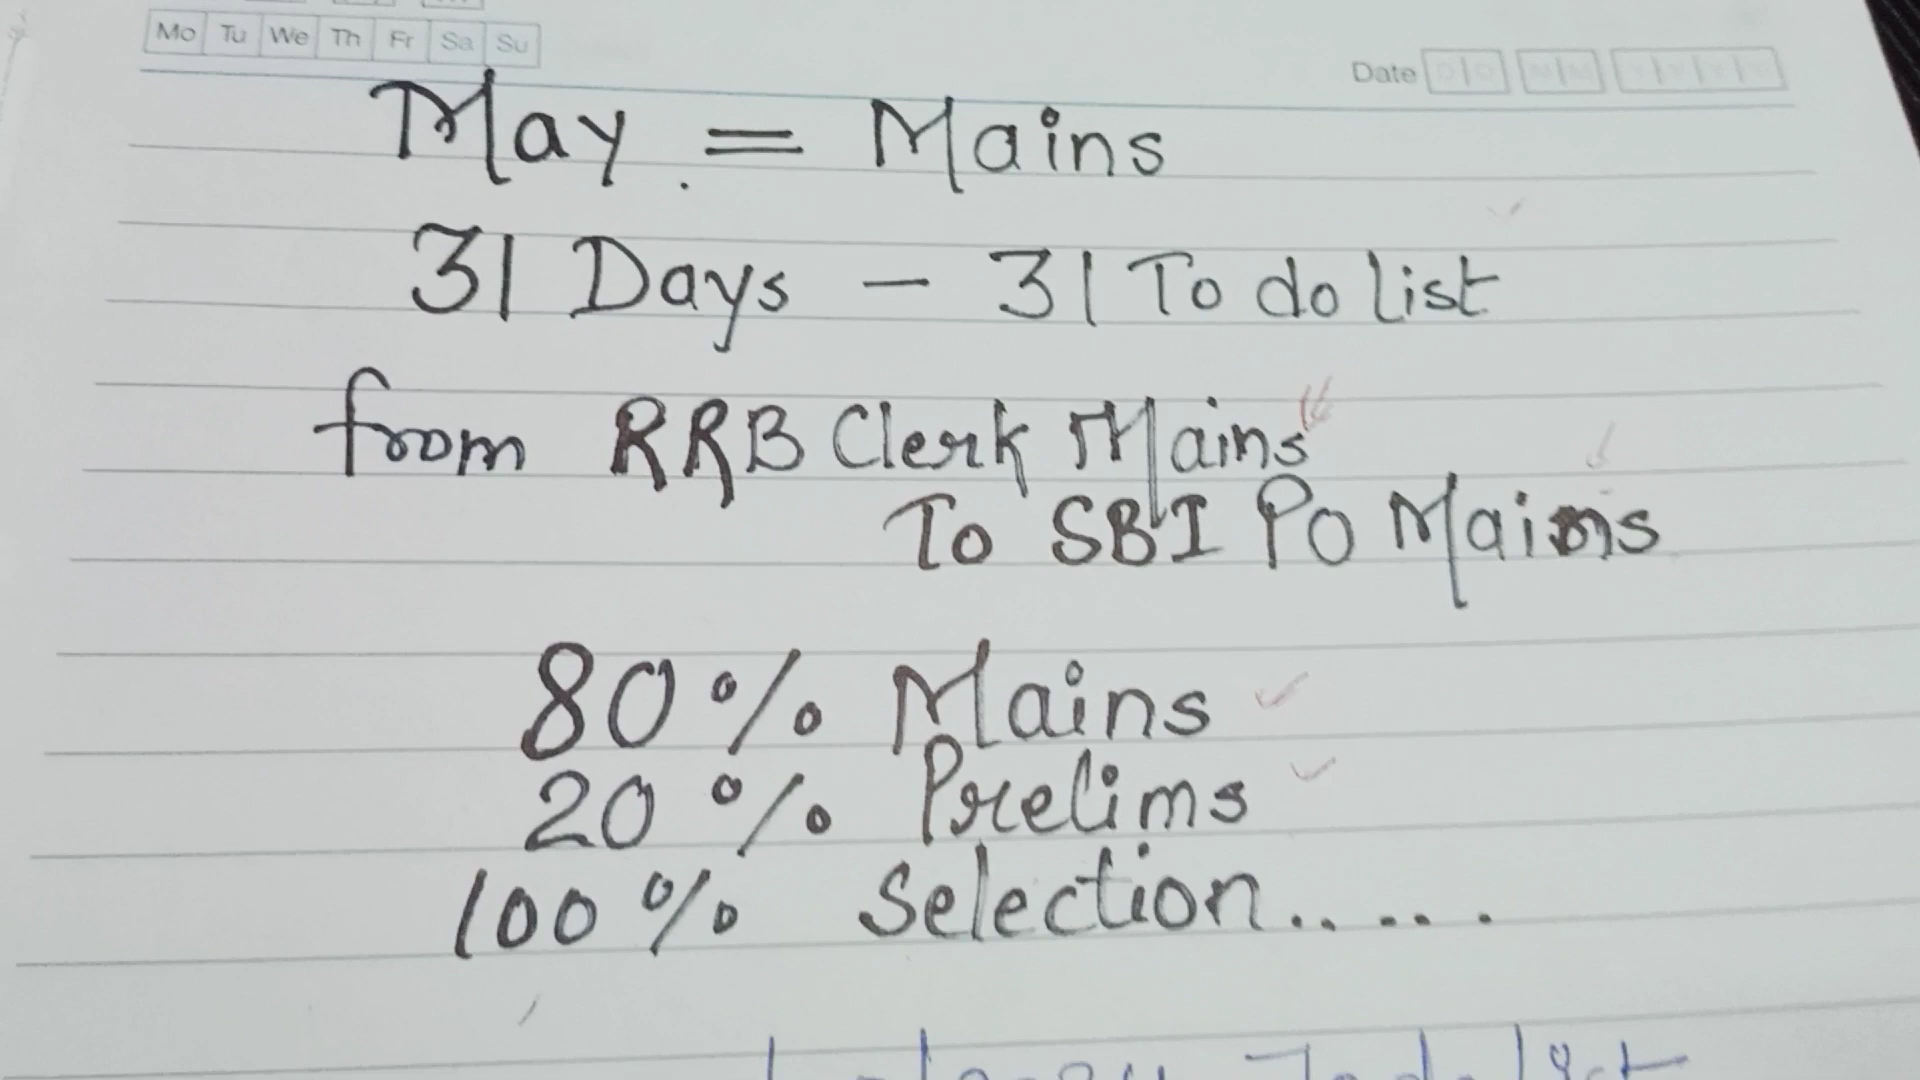 Mo Tu We Th Fr Sa Su
Date
May = Mains
31 Days - 31 To do list
from RRB Clerk Mains
To SBI PO Mains
80% Mains
20% Prelims
100% Selection.....